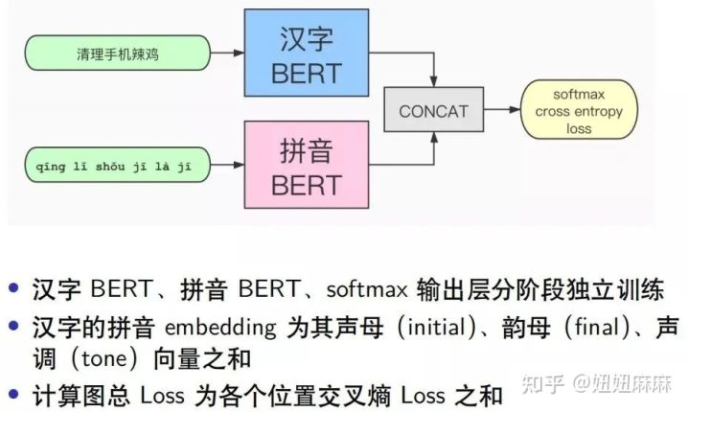 清理手机辣鸡
汉字
BERT
CONCAT
softmax
cross entropy
loss
qīng lǐ shǒu jī là jī
拼音
BERT
汉字 BERT、拼音 BERT、softmax 输出层分阶段独立训练
汉字的拼音 embedding 为其声母（initial）、韵母（final）、声
调（tone）向量之和
计算图总 Loss 为各个位置交叉熵 Loss 之和
知乎 @妞妞麻麻